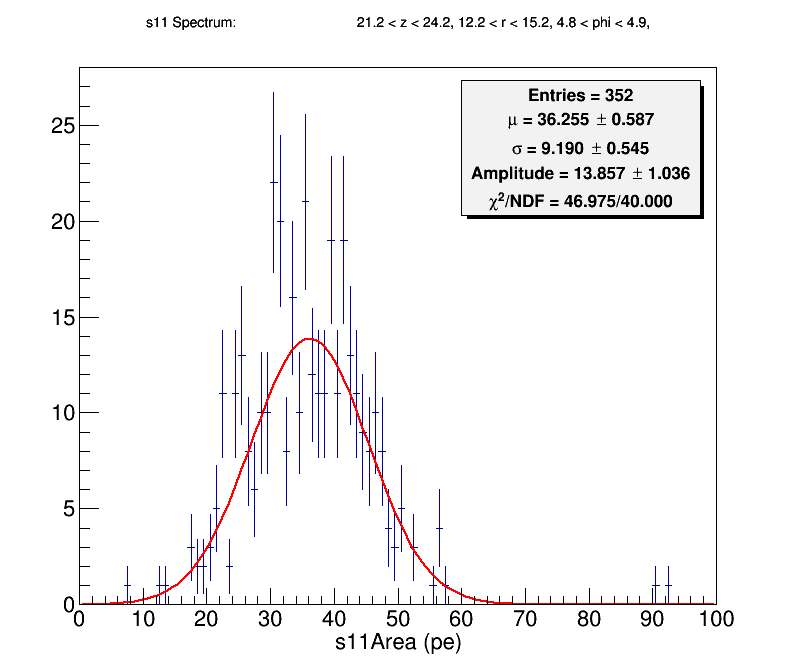 s11 Spectrum: 21.2 < z < 24.2, 12.2 < r < 15.2, 4.8 < phi < 4.9,
Entries = 352
μ = 36.255 ± 0.587
σ = 9.190 ± 0.545
Amplitude = 13.857 ± 1.036
χ²/NDF = 46.975/40.000
25
20
15
10
5
0
0 10 20 30 40 50 60 70 80 90 100
s11Area (pe)